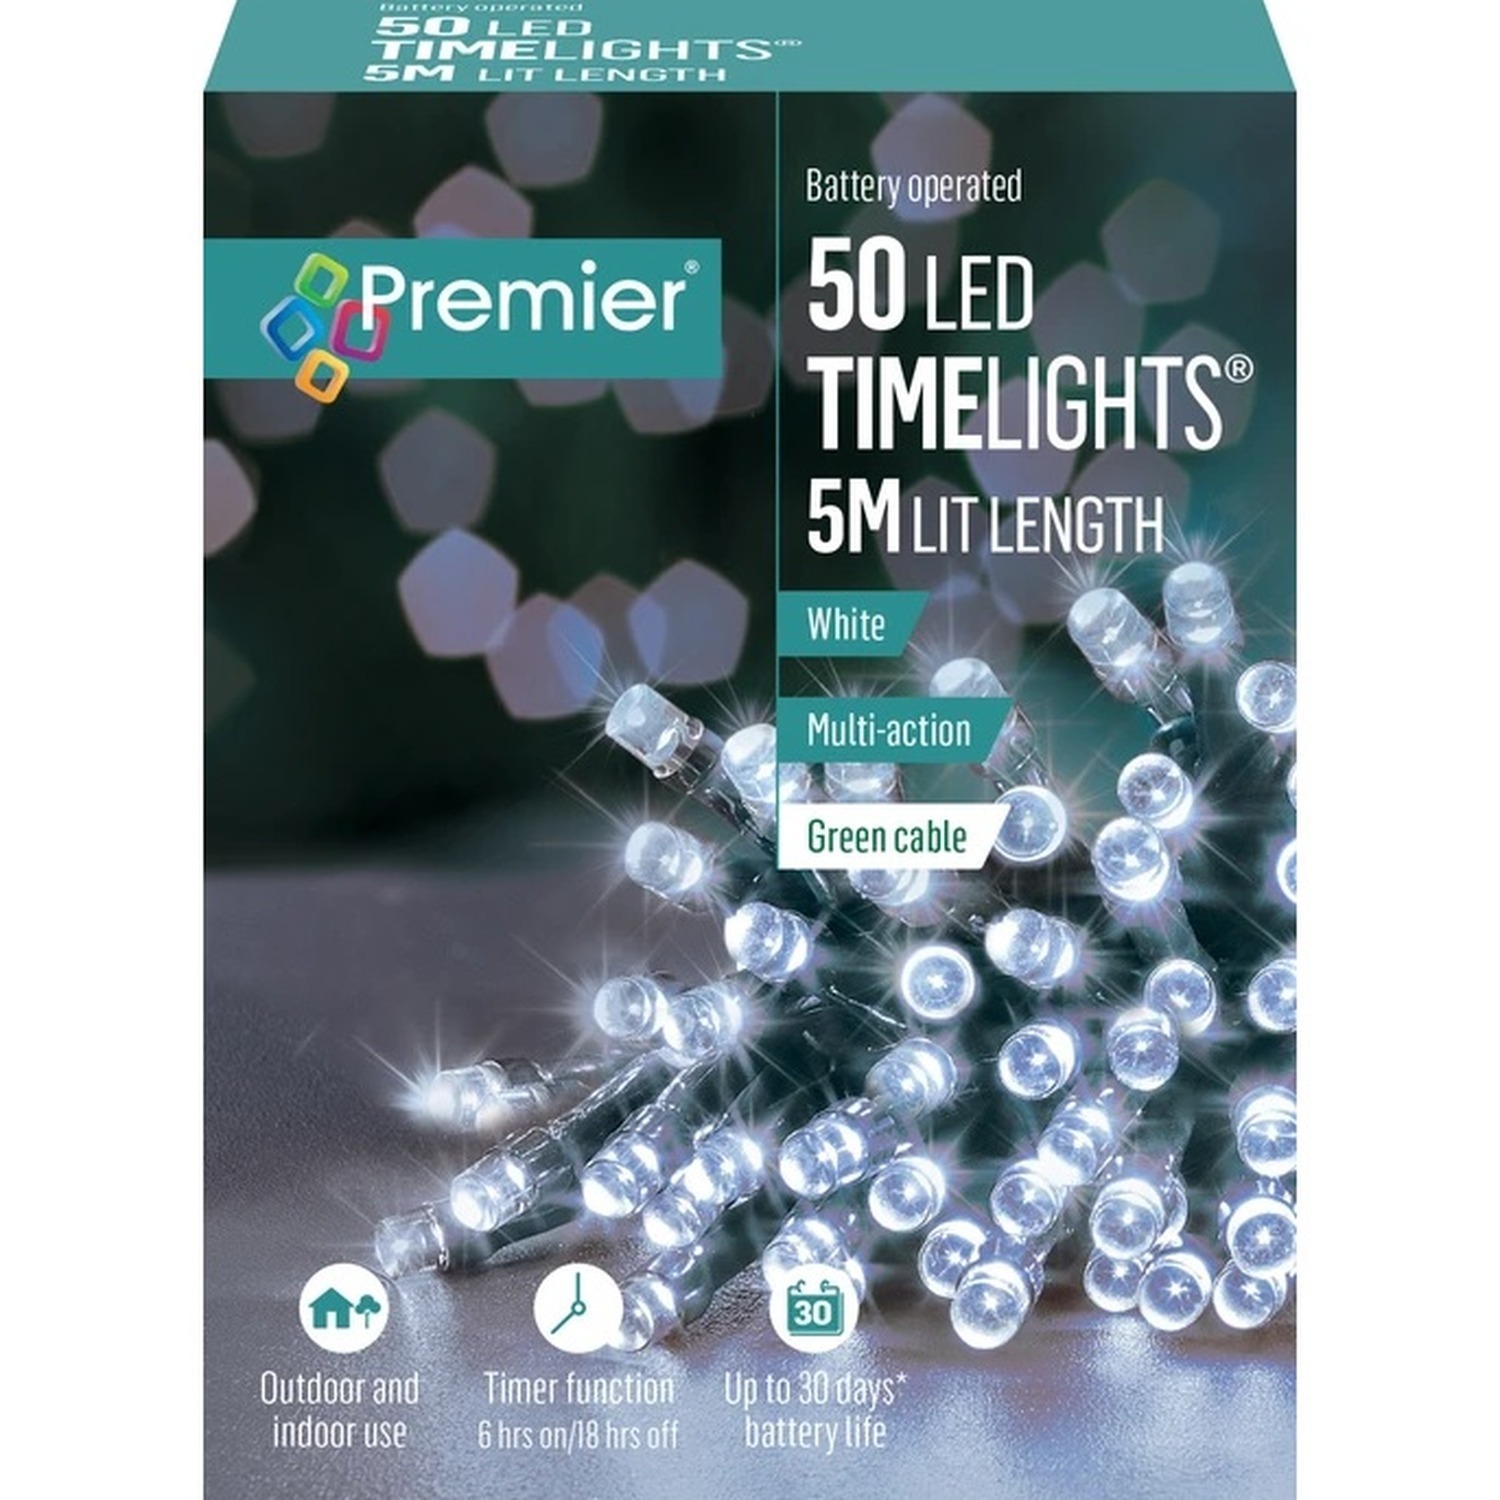 Battery operated
50 LED
TIMELIGHTS®
5M LIT LENGTH
Premier®
Battery operated
50 LED
TIMELIGHTS®
5M LIT LENGTH
White
Multi-action
Green cable
30
Outdoor and
indoor use
Timer function
6 hrs on/18 hrs off
Up to 30 days*
battery life